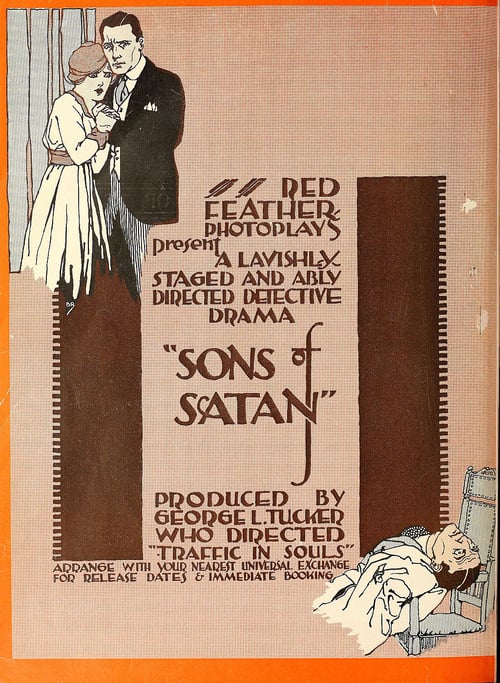 RED
FEATHER
PHOTOPLAYS
present
A LAVISHLY
STAGED AND ABLY
DIRECTED DETECTIVE
DRAMA
"SONS of
SATAN"
PRODUCED BY
GEORGE L. TUCKER
WHO DIRECTED
"TRAFFIC IN SOULS"
ARRANGE WITH YOUR NEAREST UNIVERSAL EXCHANGE
FOR RELEASE DATES & IMMEDIATE BOOKING